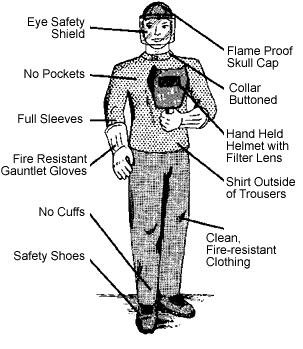 Eye Safety
Shield
No Pockets
Full Sleeves
Fire Resistant
Gauntlet Gloves
No Cuffs
Safety Shoes
Flame Proof
Skull Cap
Collar
Buttoned
Hand Held
Helmet with
Filter Lens
Shirt Outside
of Trousers
Clean,
Fire-resistant
Clothing